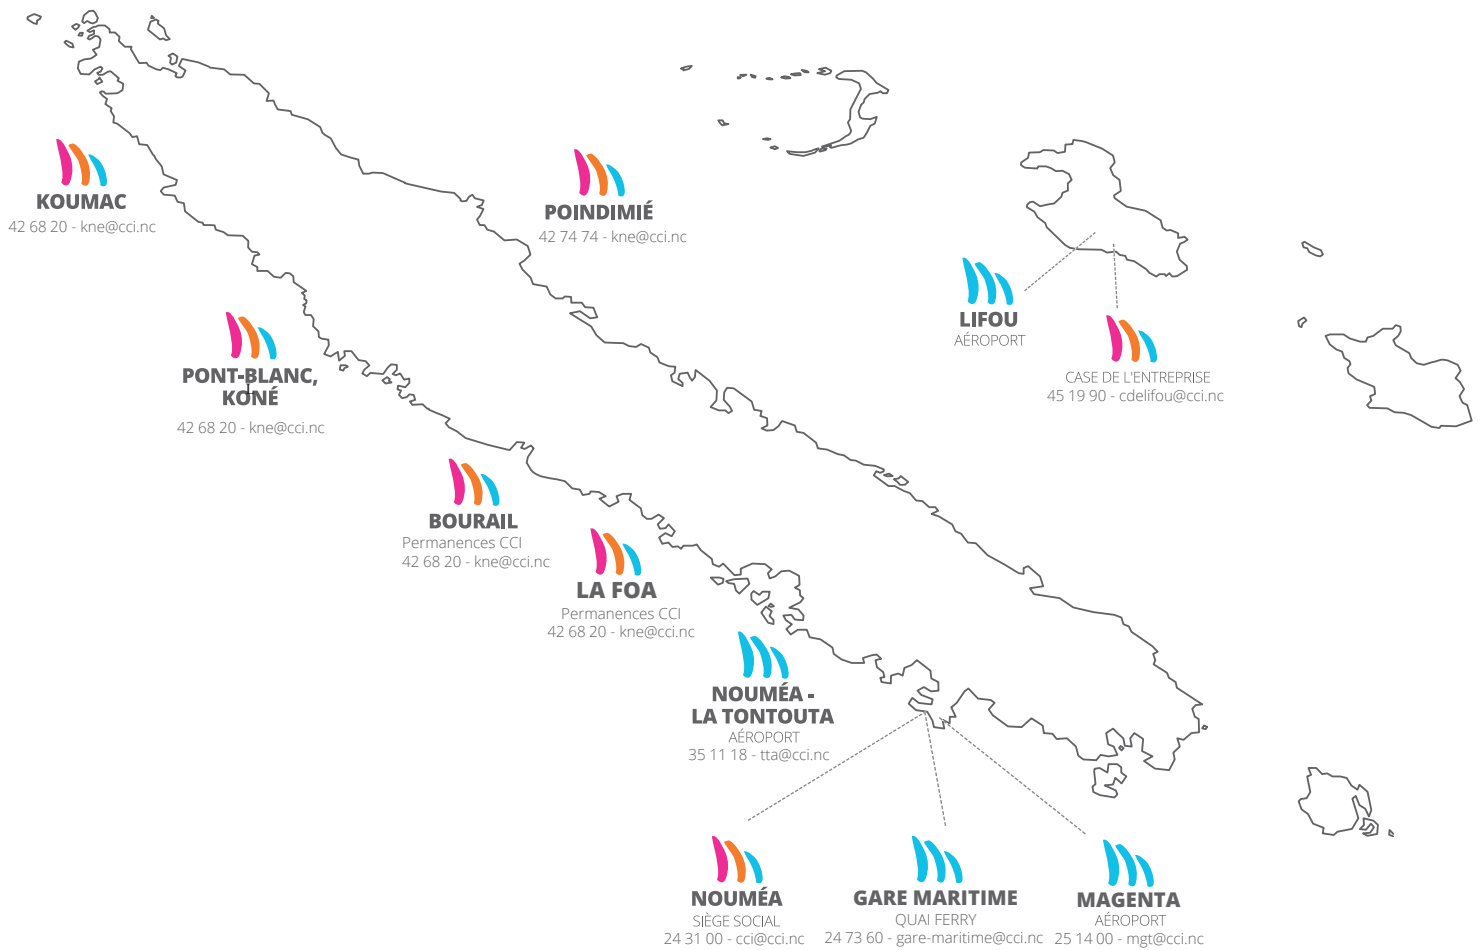 KOUMAC
42 68 20 - kne@cci.nc
POINDIMIÉ
42 74 74 - kne@cci.nc
LIFOU
AÉROPORT
CASE DE L'ENTREPRISE
45 19 90 - cdelifou@cci.nc
PONT-BLANC,
KONÉ
42 68 20 - kne@cci.nc
BOURAIL
Permanences CCI
42 68 20 - kne@cci.nc
LA FOA
Permanences CCI
42 68 20 - kne@cci.nc
NOUMÉA -
LA TONTOUTA
AÉROPORT
35 11 18 - tta@cci.nc
NOUMÉA
SIÈGE SOCIAL
24 31 00 - cci@cci.nc
GARE MARITIME
QUAI FERRY
24 73 60 - gare-maritime@cci.nc
MAGENTA
AÉROPORT
25 14 00 - mgt@cci.nc